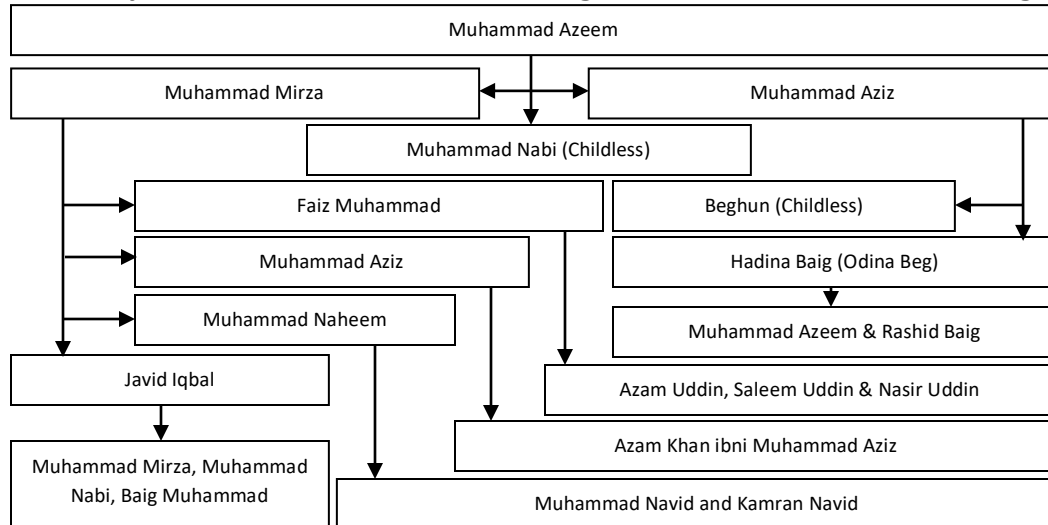 Muhammad Azeem
Muhammad Mirza
Muhammad Aziz
Muhammad Nabi (Childless)
Faiz Muhammad
Beghun (Childless)
Muhammad Aziz
Hadina Baig (Odina Beg)
Muhammad Naheem
Muhammad Azeem & Rashid Baig
Javid Iqbal
Azam Uddin, Saleem Uddin & Nasir Uddin
Azam Khan ibni Muhammad Aziz
Muhammad Mirza, Muhammad
Nabi, Baig Muhammad
Muhammad Navid and Kamran Navid